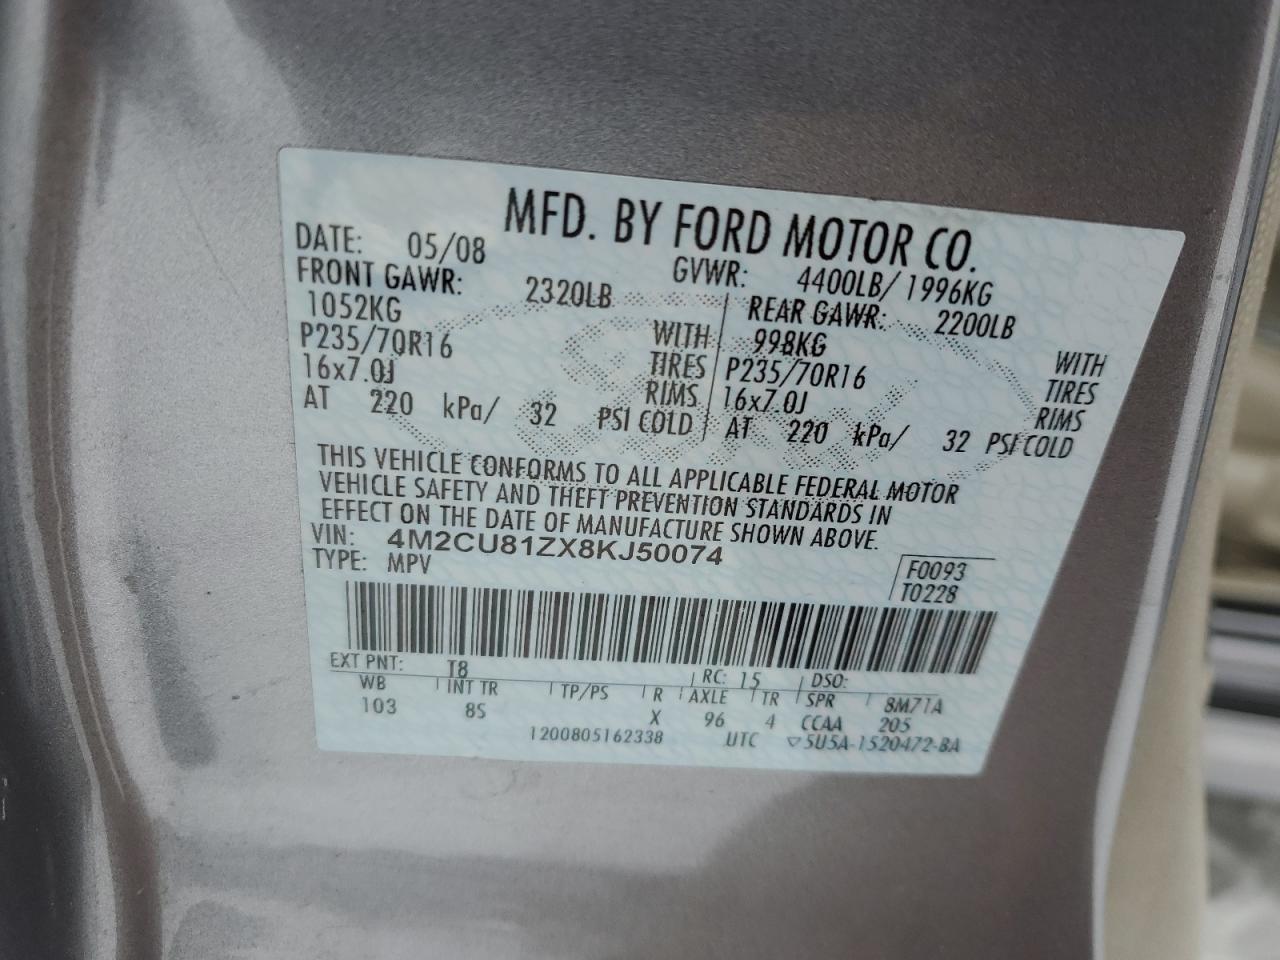 MFD. BY FORD MOTOR CO.
DATE: 05/08 GVWR: 4400LB/ 1996KG
FRONT GAWR: 2320LB REAR GAWR: 2200LB
1052KG WITH 998KG WITH
P235/70R16 TIRES P235/70R16 TIRES
16x7.0J RIMS 16x7.0J RIMS
AT 220 kPa/ 32 PSI COLD AT 220 kPa/ 32 PSI COLD
THIS VEHICLE CONFORMS TO ALL APPLICABLE FEDERAL MOTOR
VEHICLE SAFETY AND THEFT PREVENTION STANDARDS IN
EFFECT ON THE DATE OF MANUFACTURE SHOWN ABOVE.
VIN: 4M2CU81ZX8KJ50074
TYPE: MPV
F0093
T0228
EXT PNT: T8 RC: 15 DSO:
WB INT TR TP/PS R AXLE TR SPR 8M71A
103 8S X 96 4 CCAA 205
1200805162338 UTC ▽5U5A-1520472-BA